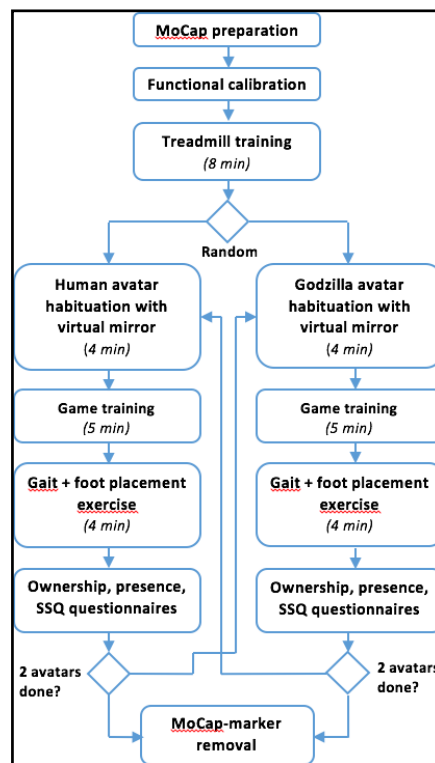 MoCap preparation
Functional calibration
Treadmill training
(8 min)
Random
Human avatar
habituation with
virtual mirror
(4 min)
Godzilla avatar
habituation with
virtual mirror
(4 min)
Game training
(5 min)
Game training
(5 min)
Gait + foot placement
exercise
(4 min)
Gait + foot placement
exercise
(4 min)
Ownership, presence,
SSQ questionnaires
Ownership, presence,
SSQ questionnaires
2 avatars
done?
2 avatars
done?
MoCap-marker
removal